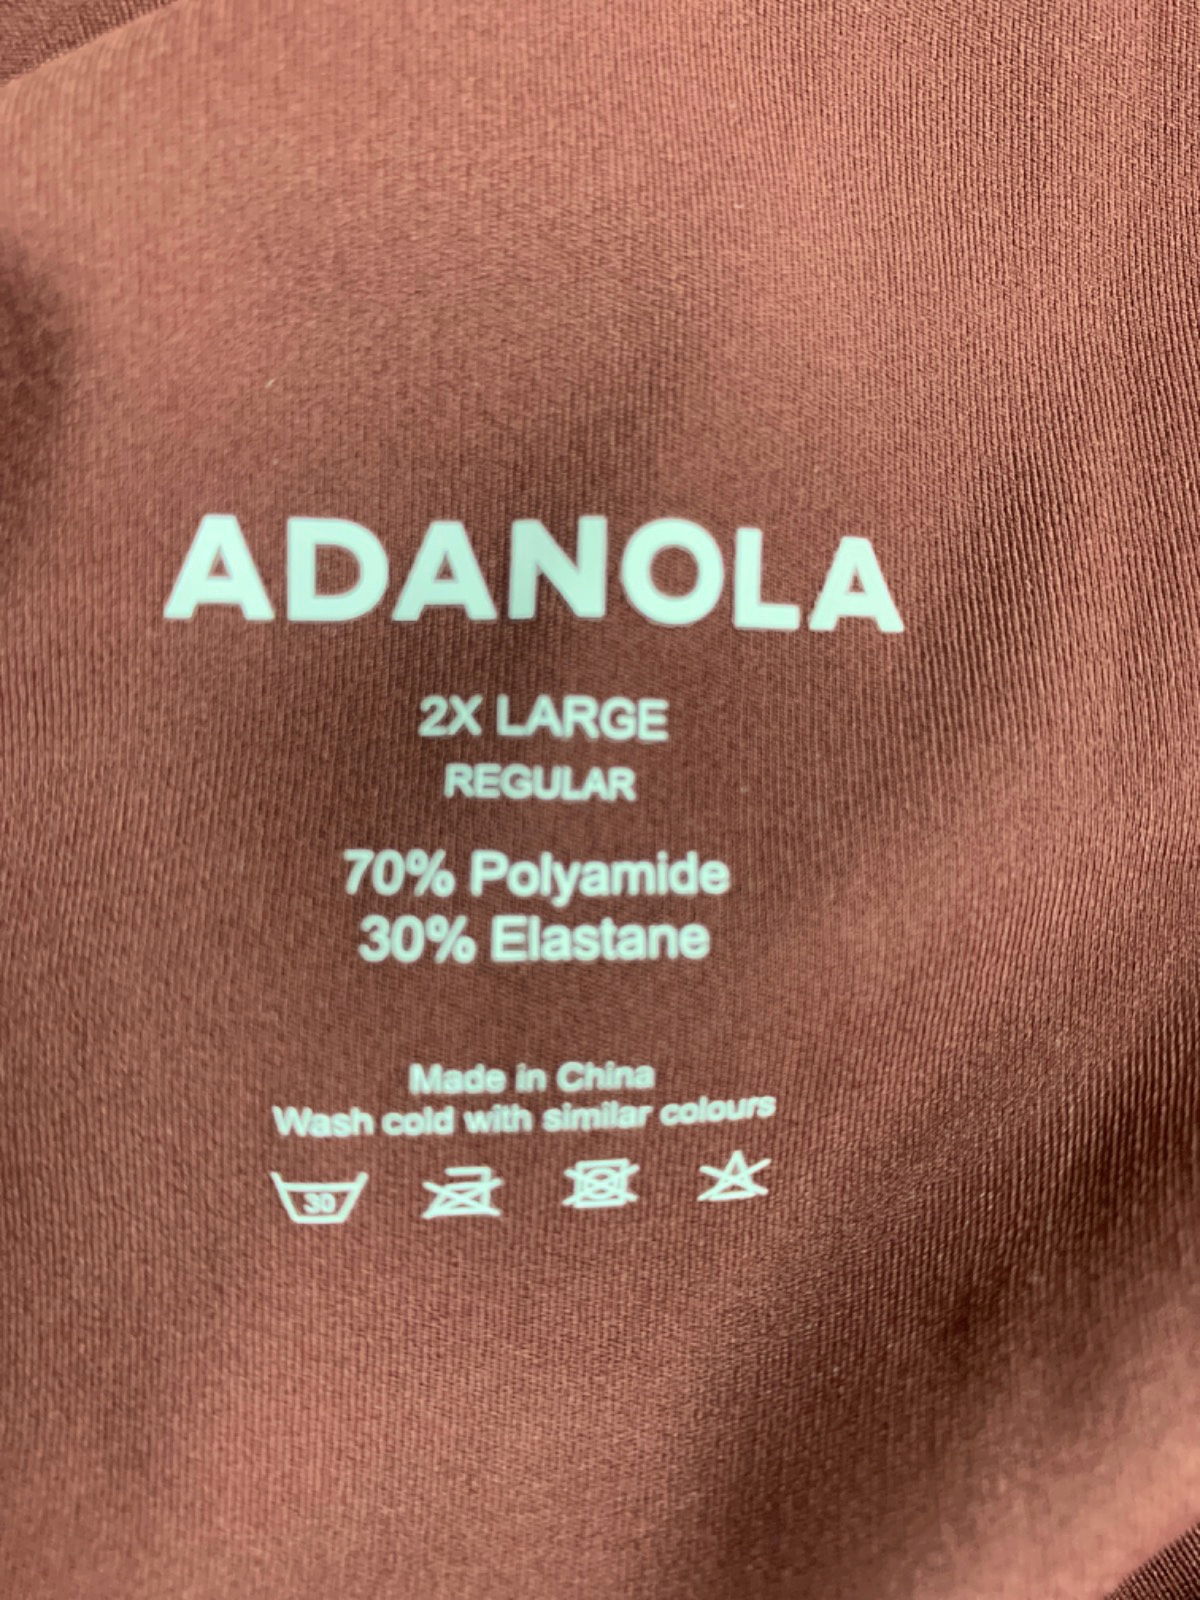 ADANOLA
2X LARGE
REGULAR
70% Polyamide
30% Elastane
Made in China
Wash cold with similar colours
30